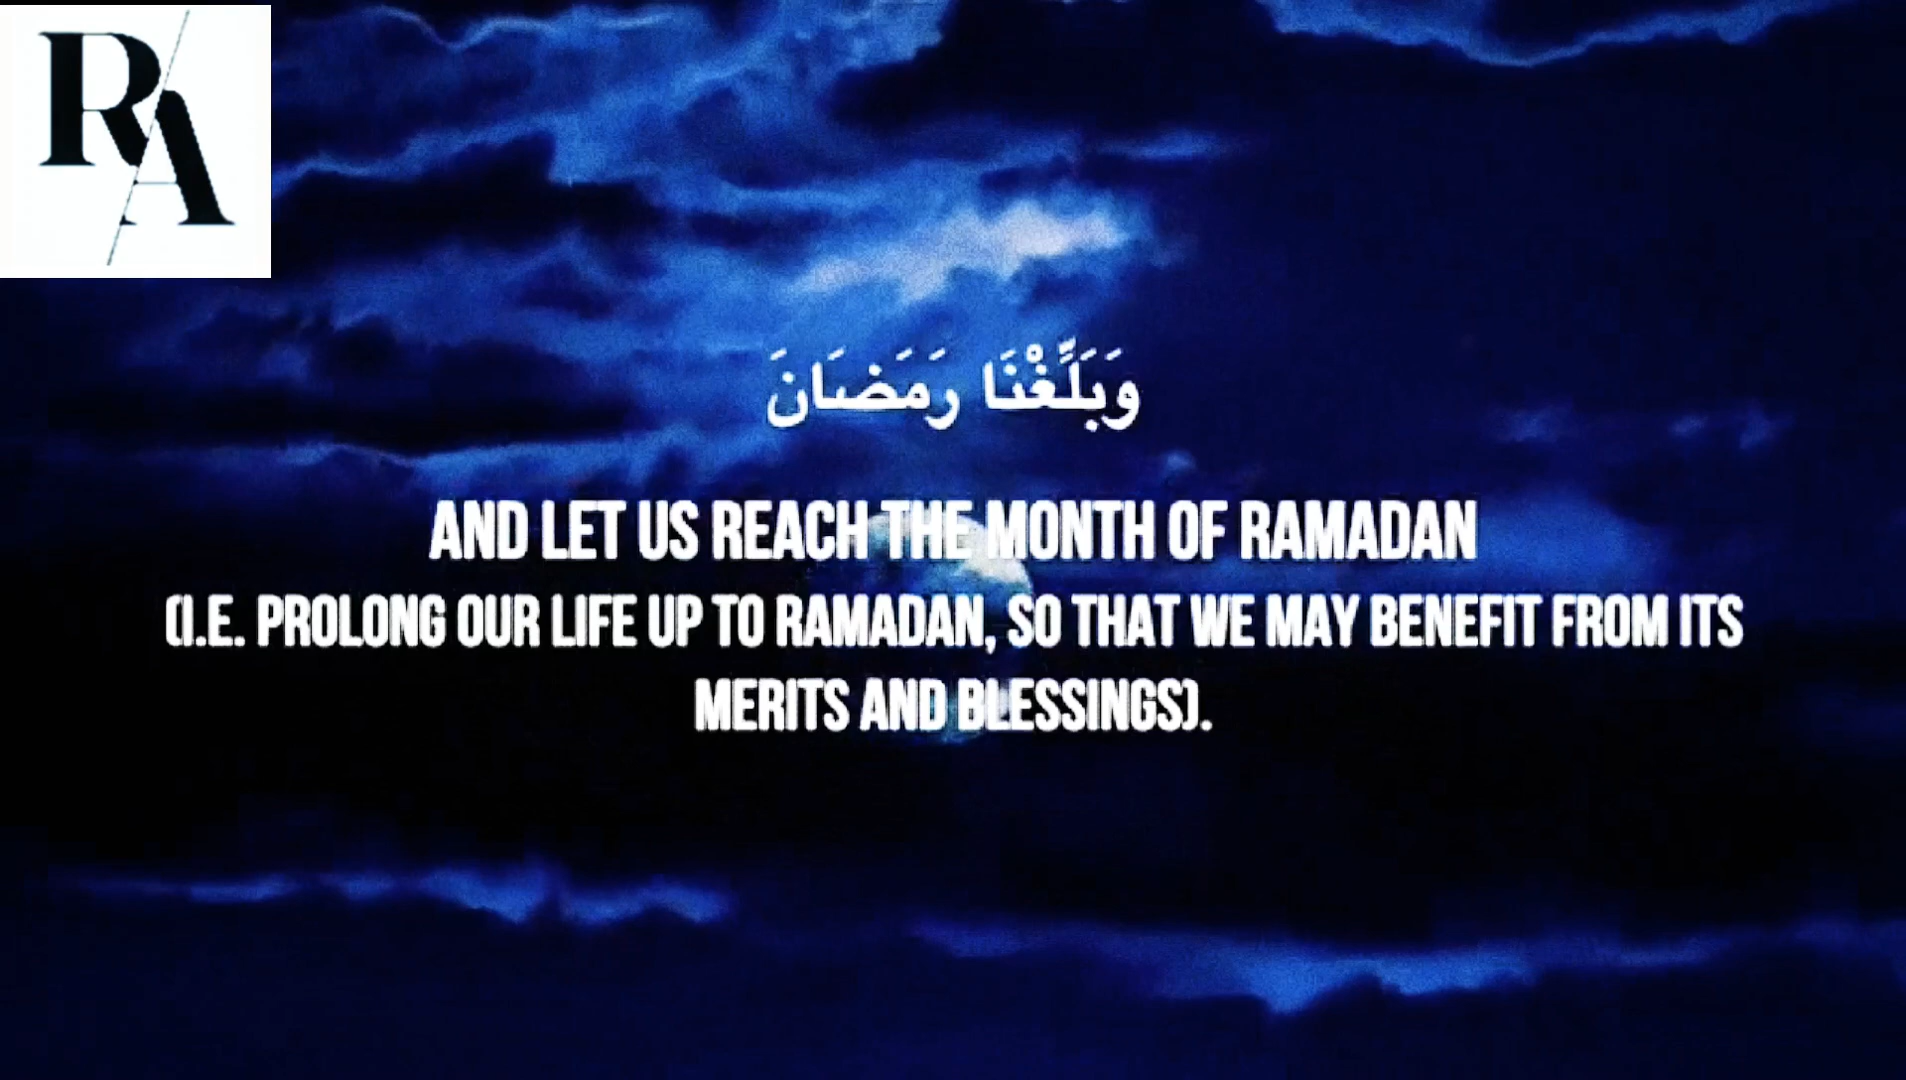 RA
وَبَلِّغْنَا رَمَضَانَ
AND LET US REACH THE MONTH OF RAMADAN
(I.E. PROLONG OUR LIFE UP TO RAMADAN, SO THAT WE MAY BENEFIT FROM ITS
MERITS AND BLESSINGS).